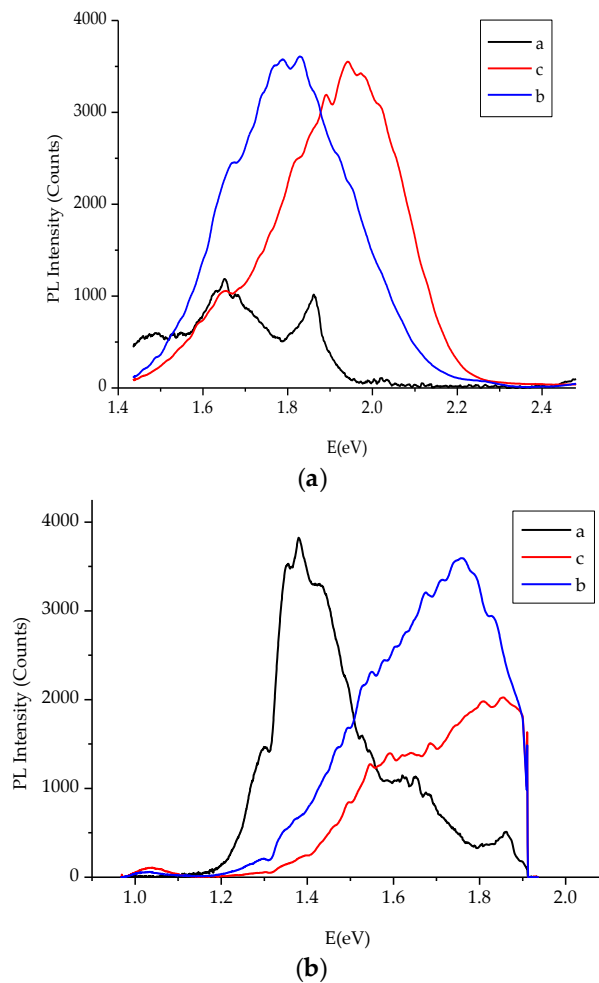 4000
3000
2000
1000
0
PL Intensity (Counts)
a
c
b
1.4 1.6 1.8 2.0 2.2 2.4
E(eV)
(a)
4000
3000
2000
1000
0
PL Intensity (Counts)
a
c
b
1.0 1.2 1.4 1.6 1.8 2.0
E(eV)
(b)